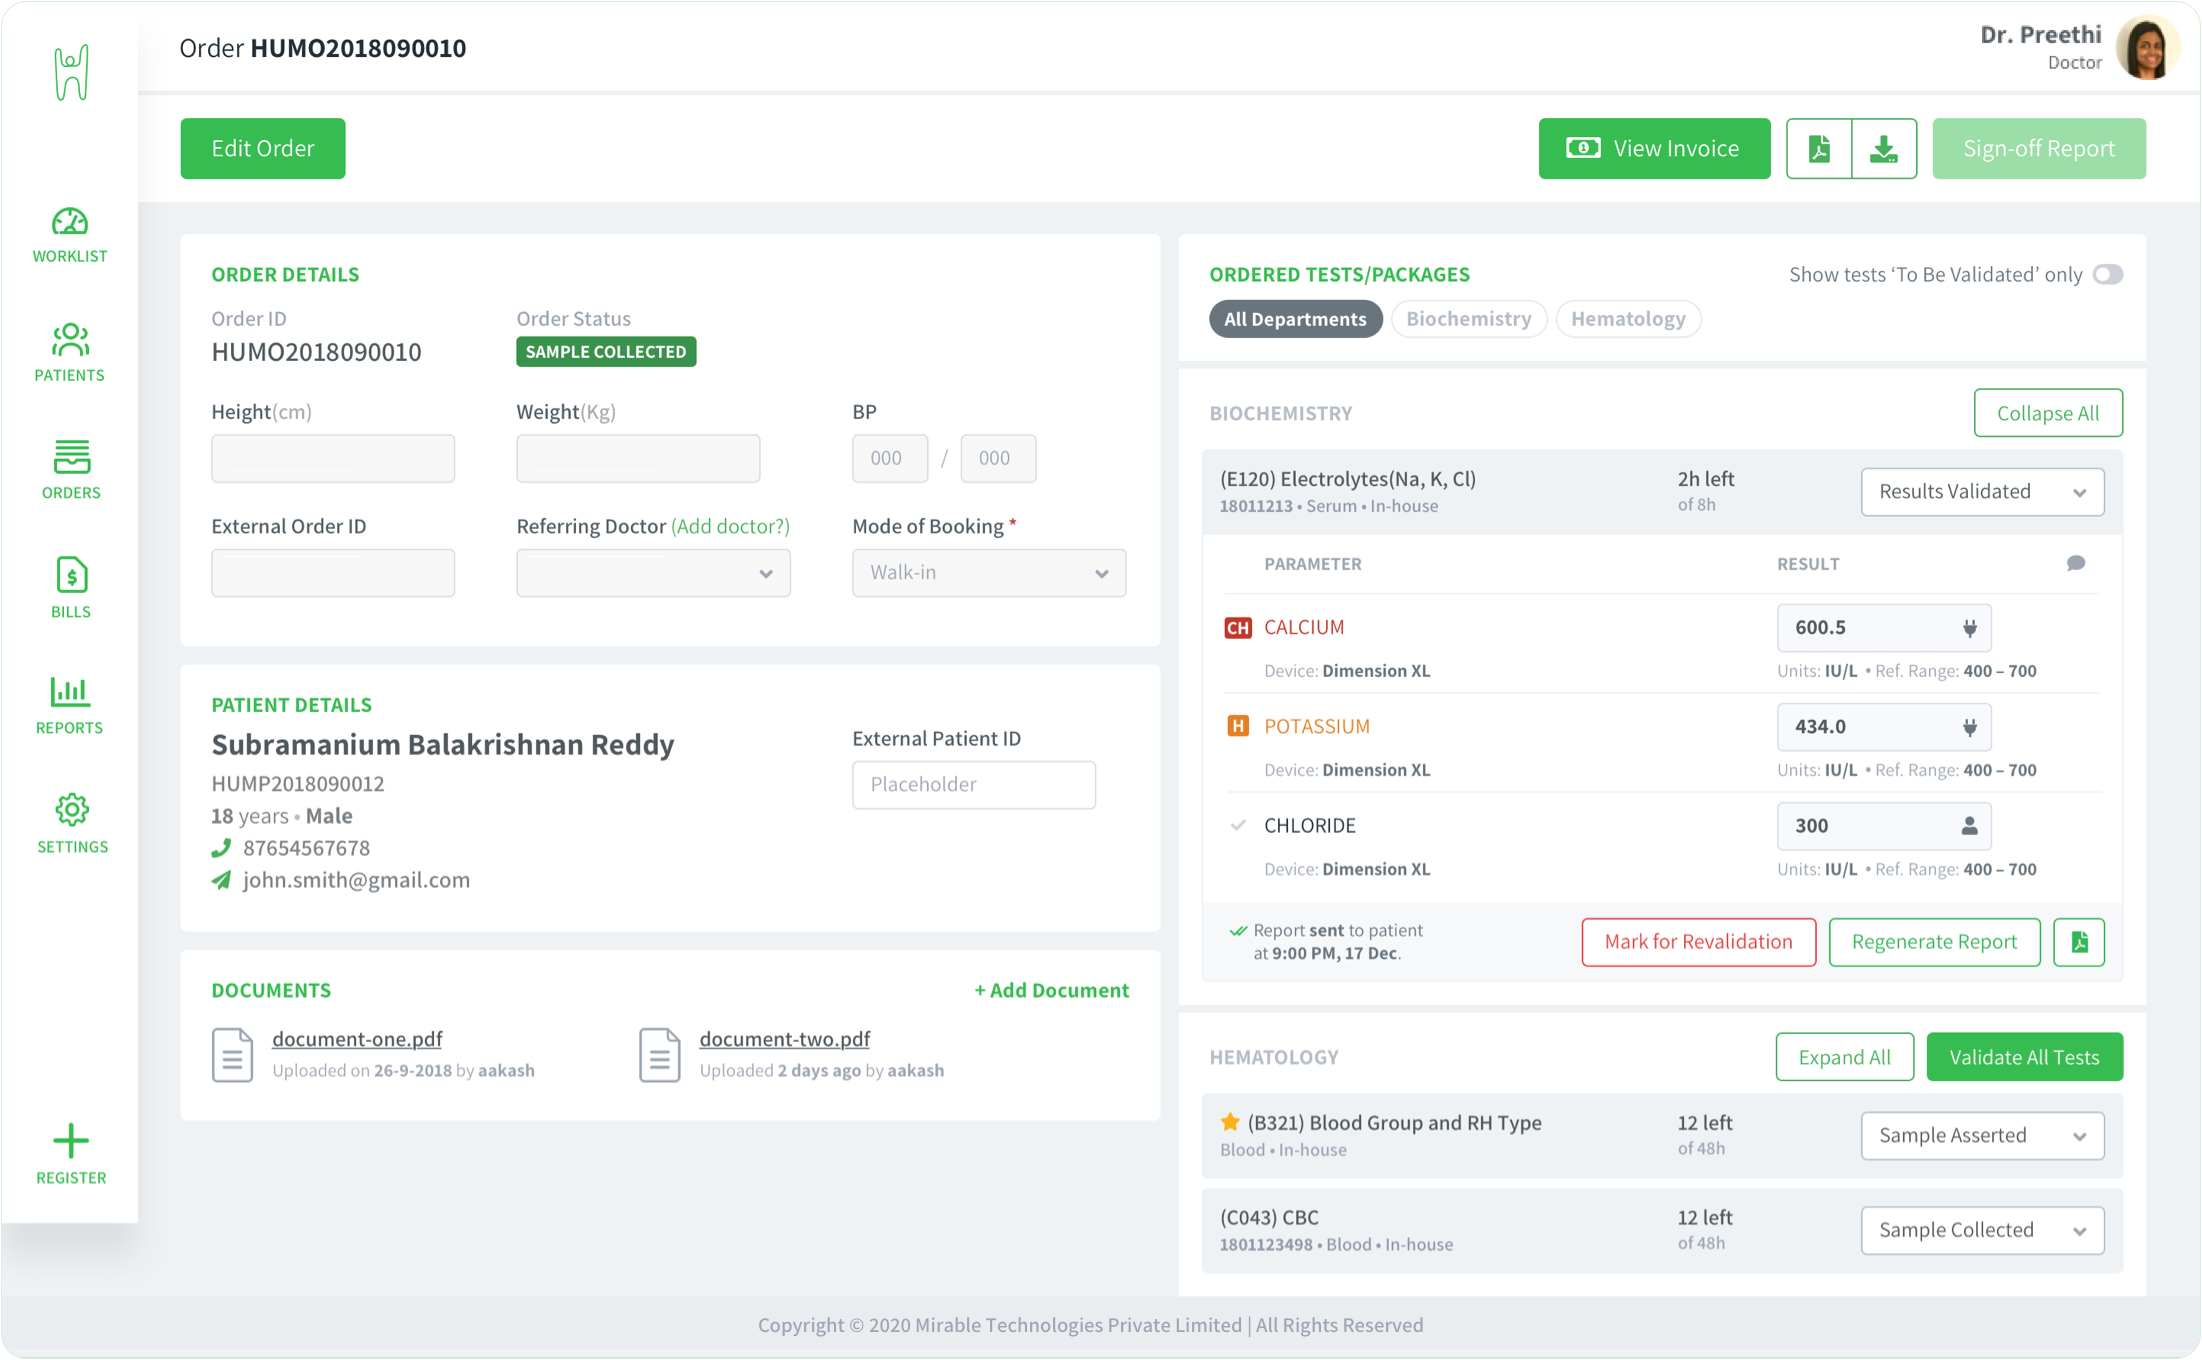 Order HUMO2018090010
Dr. Preethi
Doctor
WORKLIST
PATIENTS
ORDERS
BILLS
REPORTS
SETTINGS
REGISTER
Edit Order
View Invoice
Sign-off Report
ORDER DETAILS
Order ID
HUMO2018090010
Order Status
SAMPLE COLLECTED
Height(cm)
Weight(Kg)
BP
000 / 000
External Order ID
Referring Doctor (Add doctor?)
Mode of Booking *
Walk-in
PATIENT DETAILS
Subramanium Balakrishnan Reddy
HUMP2018090012
18 years • Male
87654567678
john.smith@gmail.com
External Patient ID
Placeholder
DOCUMENTS
+ Add Document
document-one.pdf
Uploaded on 26-9-2018 by aakash
document-two.pdf
Uploaded 2 days ago by aakash
ORDERED TESTS/PACKAGES
Show tests ‘To Be Validated’ only
All Departments
Biochemistry
Hematology
BIOCHEMISTRY
Collapse All
(E120) Electrolytes(Na, K, Cl)
18011213 • Serum • In-house
2h left
of 8h
Results Validated
PARAMETER
RESULT
CH CALCIUM
600.5
Device: Dimension XL
Units: IU/L • Ref. Range: 400 – 700
H POTASSIUM
434.0
Device: Dimension XL
Units: IU/L • Ref. Range: 400 – 700
CHLORIDE
300
Device: Dimension XL
Units: IU/L • Ref. Range: 400 – 700
Report sent to patient
at 9:00 PM, 17 Dec.
Mark for Revalidation
Regenerate Report
HEMATOLOGY
Expand All
Validate All Tests
(B321) Blood Group and RH Type
Blood • In-house
12 left
of 48h
Sample Asserted
(C043) CBC
1801123498 • Blood • In-house
12 left
of 48h
Sample Collected
Copyright © 2020 Mirable Technologies Private Limited | All Rights Reserved